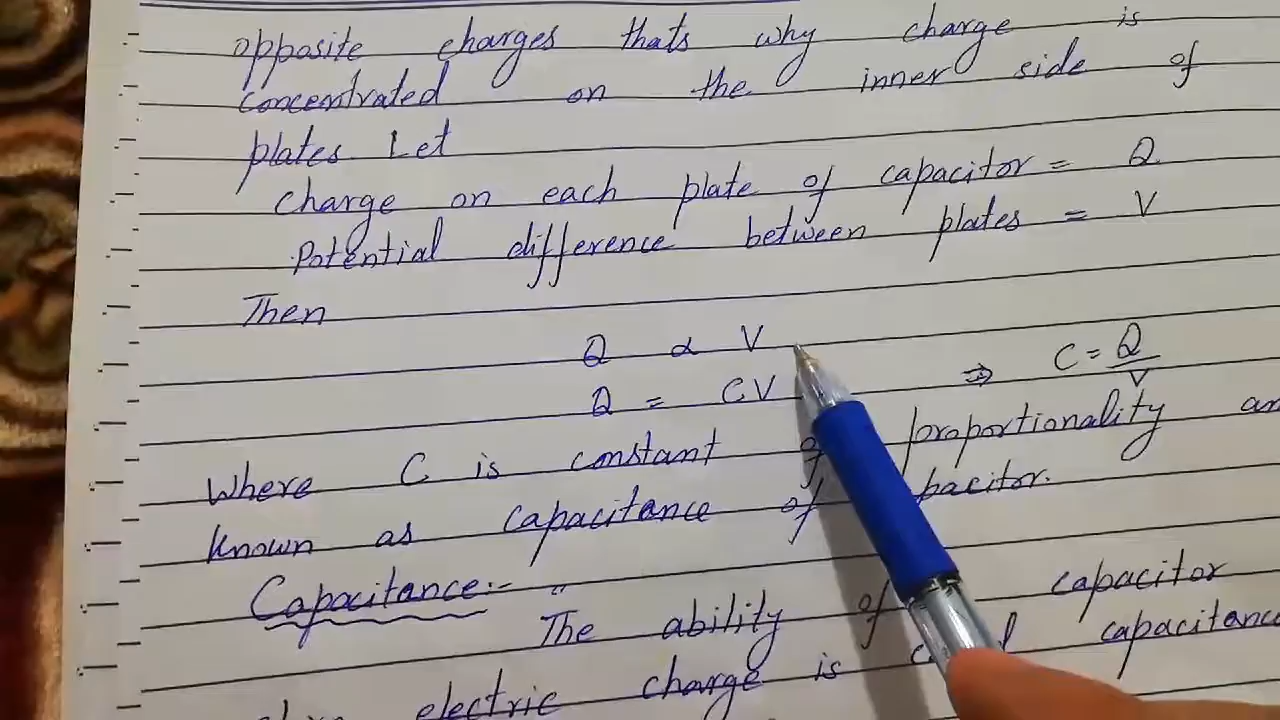 opposite charges thats why charge is
concentrated on the inner side of
plates. Let
charge on each plate of capacitor = Q
Potential difference between plates = V
Then
Q α V
Q = CV ⇒ C = Q/V
Where C is constant of proportionality
known as capacitance of
Capacitance:-
"The ability of capacitor
electric charge is capacitance